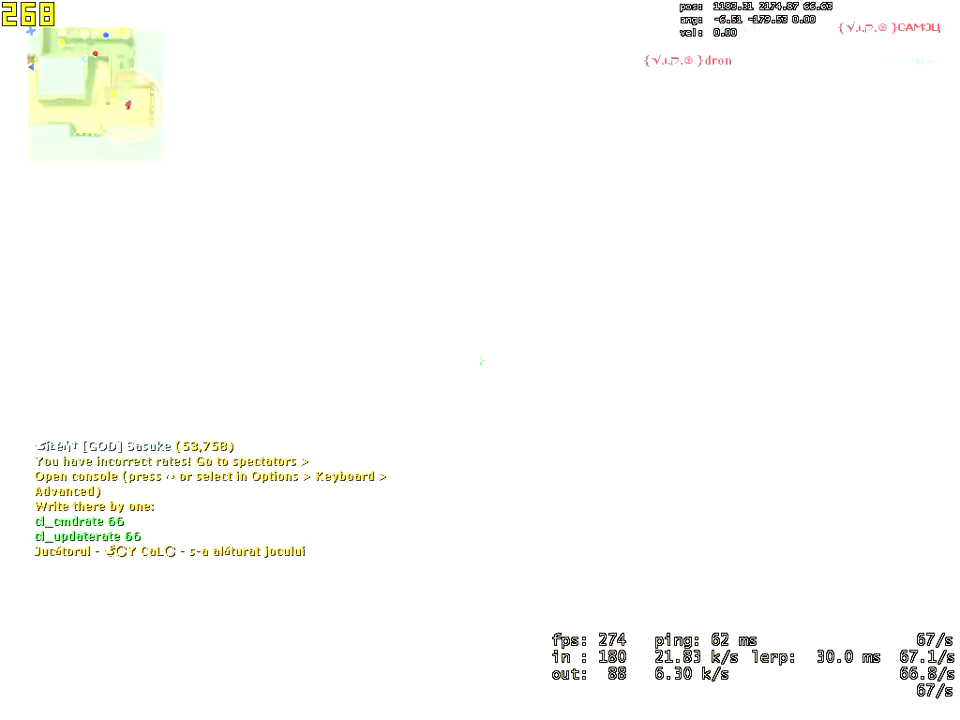 268
pos: 1183.31 2174.87 66.63
ang: -6.51 -179.53 0.00
vel: 0.00
dron
[GOD] Sasuke (53,758)
You have incorrect rates! Go to spectators >
Open console (press ~ or select in Options > Keyboard >
Advanced)
Write there by one:
cl_cmdrate 66
cl_updaterate 66
Jucătorul - CaL - s-a alăturat jocului
fps: 274 ping: 62 ms 67/s
in : 180 21.83 k/s lerp: 30.0 ms 67.1/s
out: 88 6.30 k/s 66.8/s
67/s